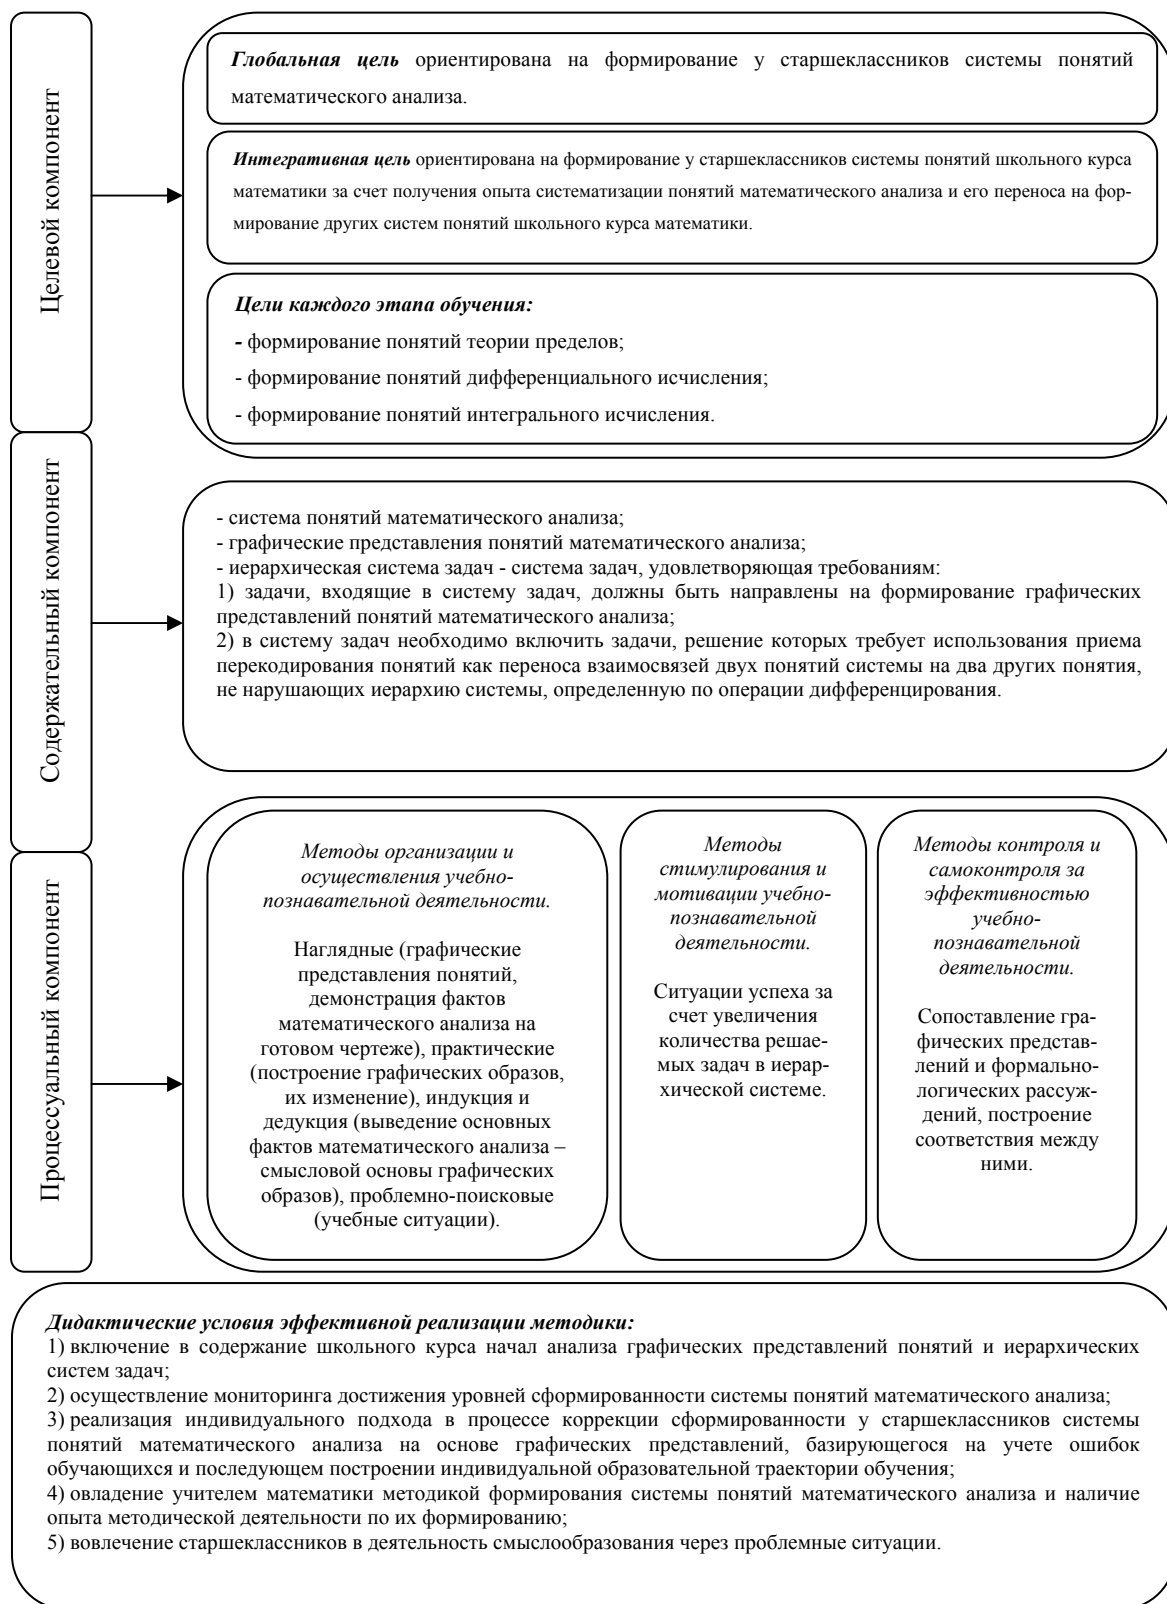 Целевой компонент
Глобальная цель ориентирована на формирование у старшеклассников системы понятий
математического анализа.
Интегративная цель ориентирована на формирование у старшеклассников системы понятий школьного курса
математики за счет получения опыта систематизации понятий математического анализа и его переноса на фор-
мирование других систем понятий школьного курса математики.
Цели каждого этапа обучения:
- формирование понятий теории пределов;
- формирование понятий дифференциального исчисления;
- формирование понятий интегрального исчисления.
Содержательный компонент
- система понятий математического анализа;
- графические представления понятий математического анализа;
- иерархическая система задач - система задач, удовлетворяющая требованиям:
1) задачи, входящие в систему задач, должны быть направлены на формирование графических
представлений понятий математического анализа;
2) в систему задач необходимо включить задачи, решение которых требует использования приема
перекодирования понятий как переноса взаимосвязей двух понятий системы на два других понятия,
не нарушающих иерархию системы, определенную по операции дифференцирования.
Процессуальный компонент
Методы организации и
осуществления учебно-
познавательной деятельности.
Наглядные (графические
представления понятий,
демонстрация фактов
математического анализа на
готовом чертеже), практические
(построение графических образов,
их изменение), индукция и
дедукция (выведение основных
фактов математического анализа –
смысловой основы графических
образов), проблемно-поисковые
(учебные ситуации).
Методы
стимулирования и
мотивации учебно-
познавательной
деятельности.
Ситуации успеха за
счет увеличения
количества решае-
мых задач в иерар-
хической системе.
Методы контроля и
самоконтроля за
эффективностью
учебно-
познавательной
деятельности.
Сопоставление гра-
фических представ-
лений и формально-
логических рассуж-
дений, построение
соответствия между
ними.
Дидактические условия эффективной реализации методики:
1) включение в содержание школьного курса начал анализа графических представлений понятий и иерархических
систем задач;
2) осуществление мониторинга достижения уровней сформированности системы понятий математического анализа;
3) реализация индивидуального подхода в процессе коррекции сформированности у старшеклассников системы
понятий математического анализа на основе графических представлений, базирующегося на учете ошибок
обучающихся и последующем построении индивидуальной образовательной траектории обучения;
4) овладение учителем математики методикой формирования системы понятий математического анализа и наличие
опыта методической деятельности по их формированию;
5) вовлечение старшеклассников в деятельность смыслообразования через проблемные ситуации.